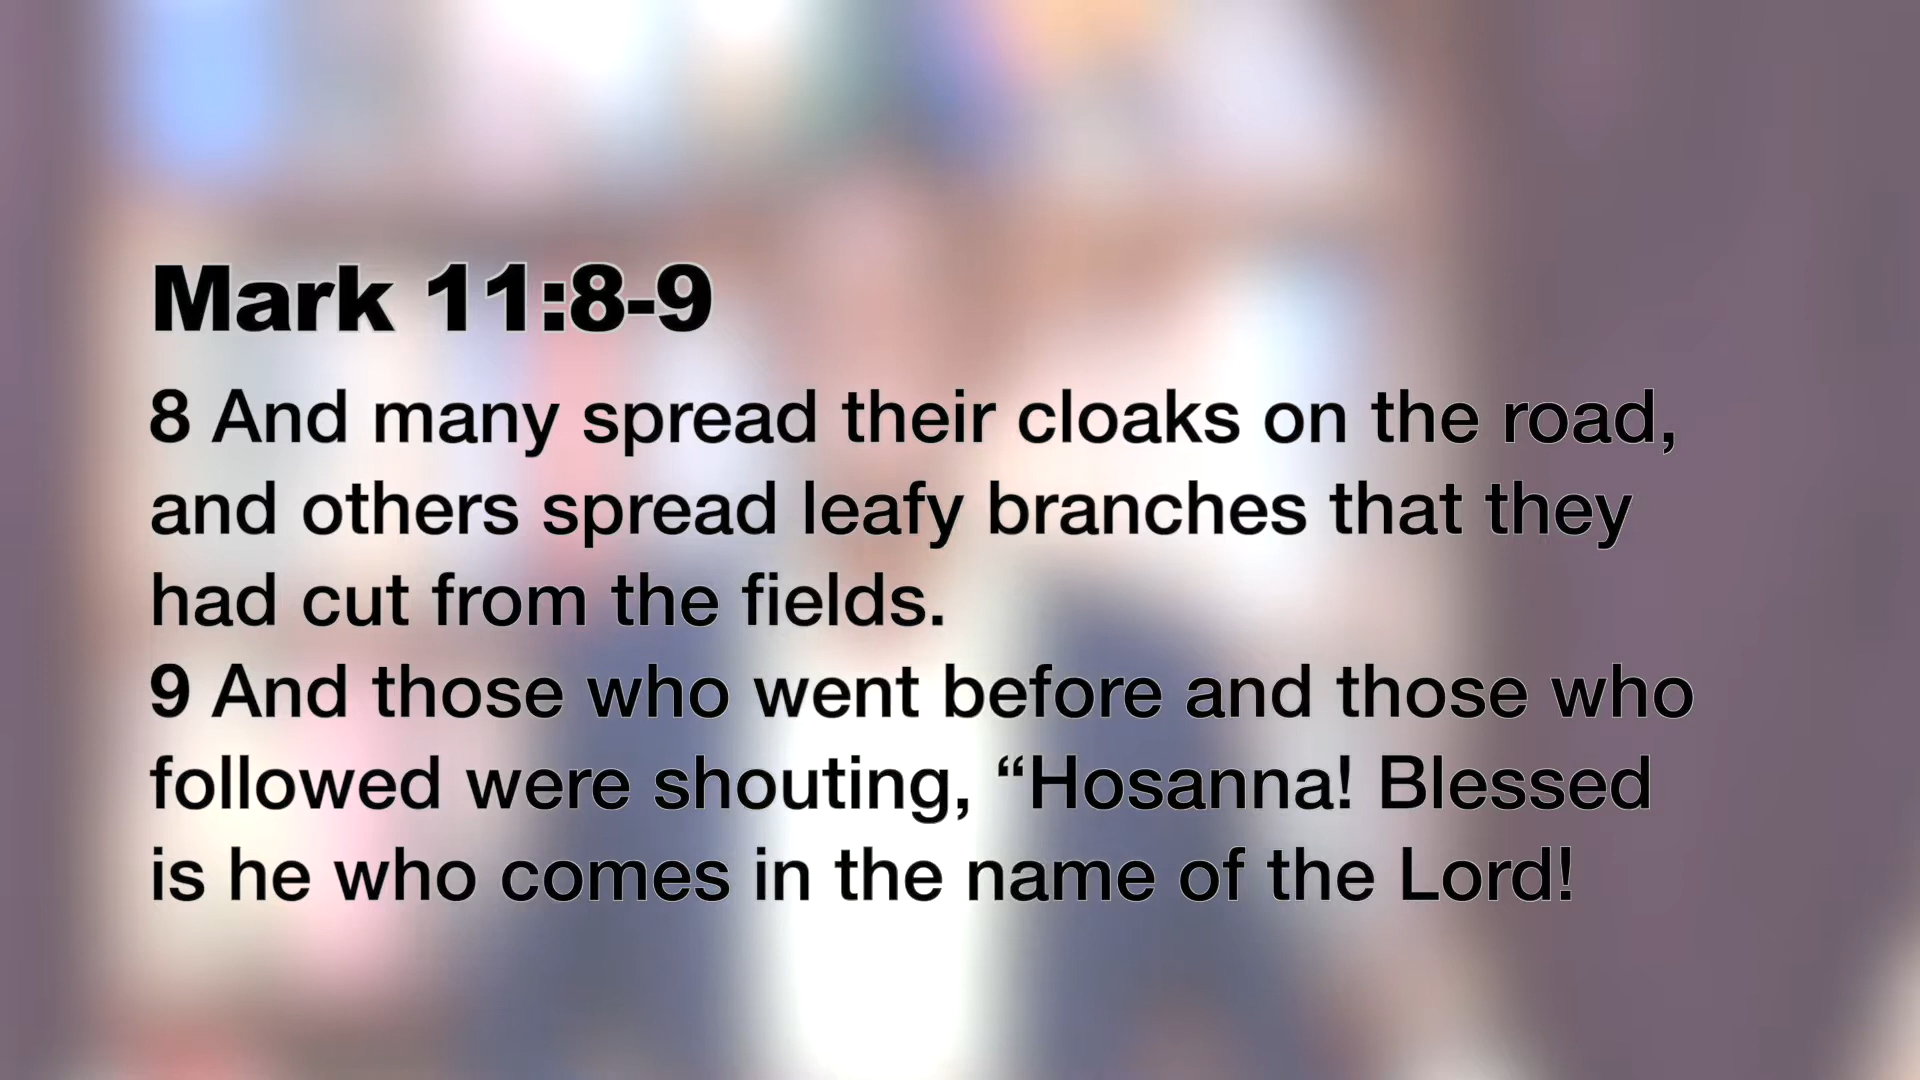 Mark 11:8-9
8 And many spread their cloaks on the road,
and others spread leafy branches that they
had cut from the fields.
9 And those who went before and those who
followed were shouting, “Hosanna! Blessed
is he who comes in the name of the Lord!